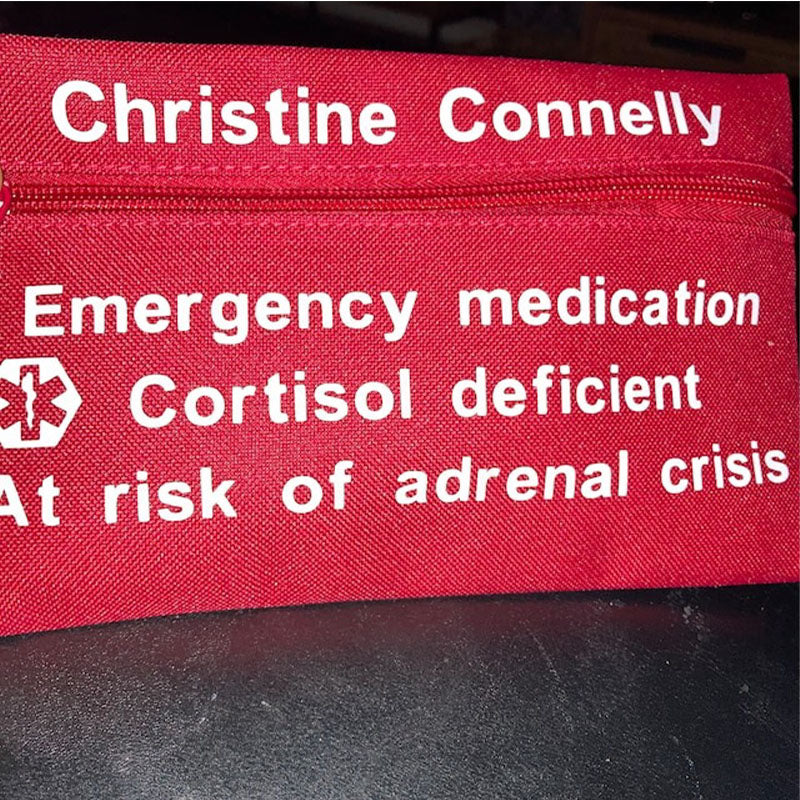 Christine Connelly
Emergency medication
Cortisol deficient
At risk of adrenal crisis